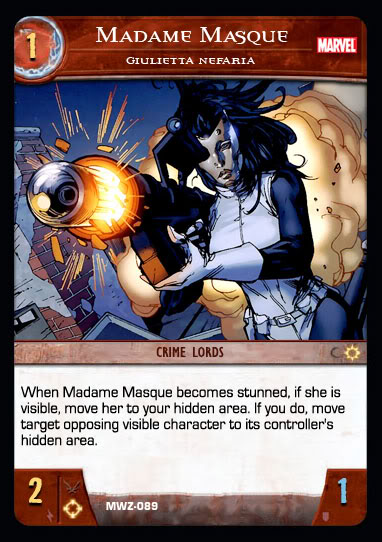 1
MADAME MASQUE
GIULIETTA NEFARIA
MARVEL
CRIME LORDS
C
When Madame Masque becomes stunned, if she is
visible, move her to your hidden area. If you do, move
target opposing visible character to its controller's
hidden area.
2
MWZ-089
1